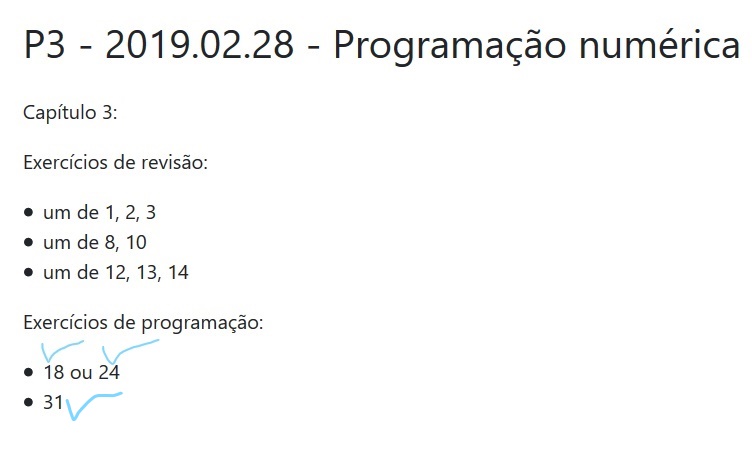 P3 - 2019.02.28 - Programação numérica
Capítulo 3:
Exercícios de revisão:
• um de 1, 2, 3
• um de 8, 10
• um de 12, 13, 14
Exercícios de programação:
• 18 ou 24
• 31